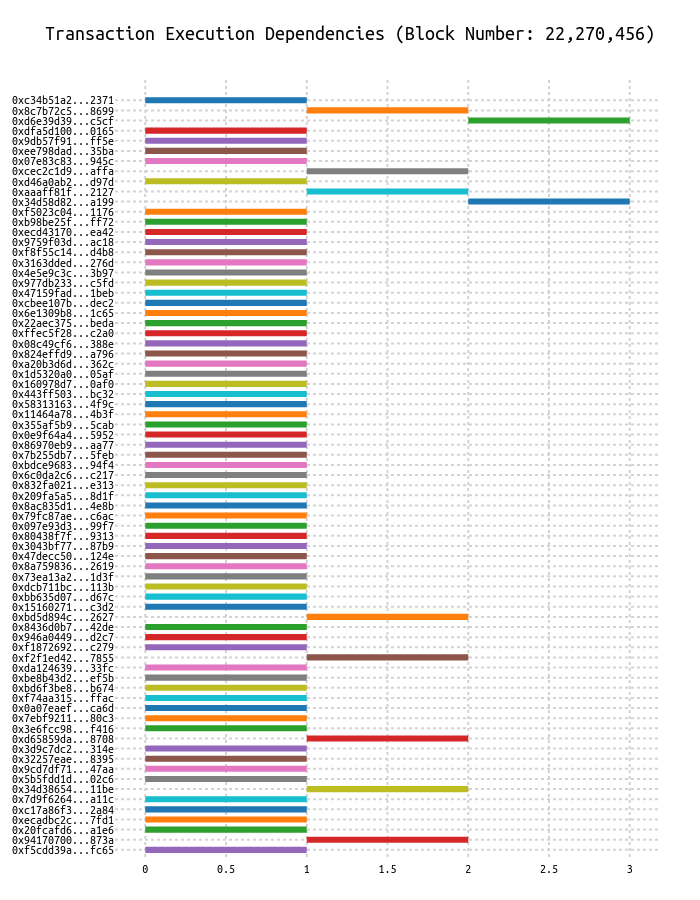 Transaction Execution Dependencies (Block Number: 22,270,456)
0xc34b51a2...2371
0x8c7b72c5...8699
0xd6e39d39...c5cf
0xdfa5d100...0165
0x9db57f91...ff5e
0xee798dad...35ba
0x07e83c83...945c
0xcec2c1d9...affa
0xd46a0ab2...d97d
0xaaaff81f...2127
0x34d58d82...a199
0xf5023c04...1176
0xb98be25f...ff72
0xecd43170...ea42
0x9759f03d...ac18
0xf8f55c14...d4b8
0x3163dded...276d
0x4e5e9c3c...3b97
0x977db233...c5fd
0x47159fad...1beb
0xcbee107b...dec2
0x6e1309b8...1c65
0x22aec375...beda
0xffec5f28...c2a0
0x08c49cf6...388e
0x824effd9...a796
0xa20b3d6d...362c
0x1d5320a0...05af
0x160978d7...0af0
0x443ff503...bc32
0x58313163...4f9c
0x11464a78...4b3f
0x355af5b9...5cab
0x0e9f64a4...5952
0x86970eb9...aa77
0x7b255db7...5feb
0xbdce9683...94f4
0x6c0da2c6...c217
0x832fa021...e313
0x209fa5a5...8d1f
0x8ac835d1...4e8b
0x79fc87ae...c6ac
0x097e93d3...99f7
0x80438f7f...9313
0x3043bf77...87b9
0x47decc50...124e
0x8a759836...2619
0x73ea13a2...1d3f
0xdcb711bc...113b
0xbb635d07...d67c
0x15160271...c3d2
0xbd5d894c...2627
0x8436d0b7...42de
0x946a0449...d2c7
0xf1872692...c279
0xf2f1ed42...7855
0xda124639...33fc
0xbe8b43d2...ef5b
0xbd6f3be8...b674
0xf74aa315...ffac
0x0a07eaef...ca6d
0x7ebf9211...80c3
0x3e6fcc98...f416
0xd65859da...8708
0x3d9c7dc2...314e
0x32257eae...8395
0x9cd7df71...47aa
0x5b5fdd1d...02c6
0x34d38654...11be
0x7d9f6264...a11c
0xc17a86f3...2a84
0xecadbc2c...7fd1
0x20fcafd6...a1e6
0x94170700...873a
0xf5cdd39a...fc65
0 0.5 1 1.5 2 2.5 3